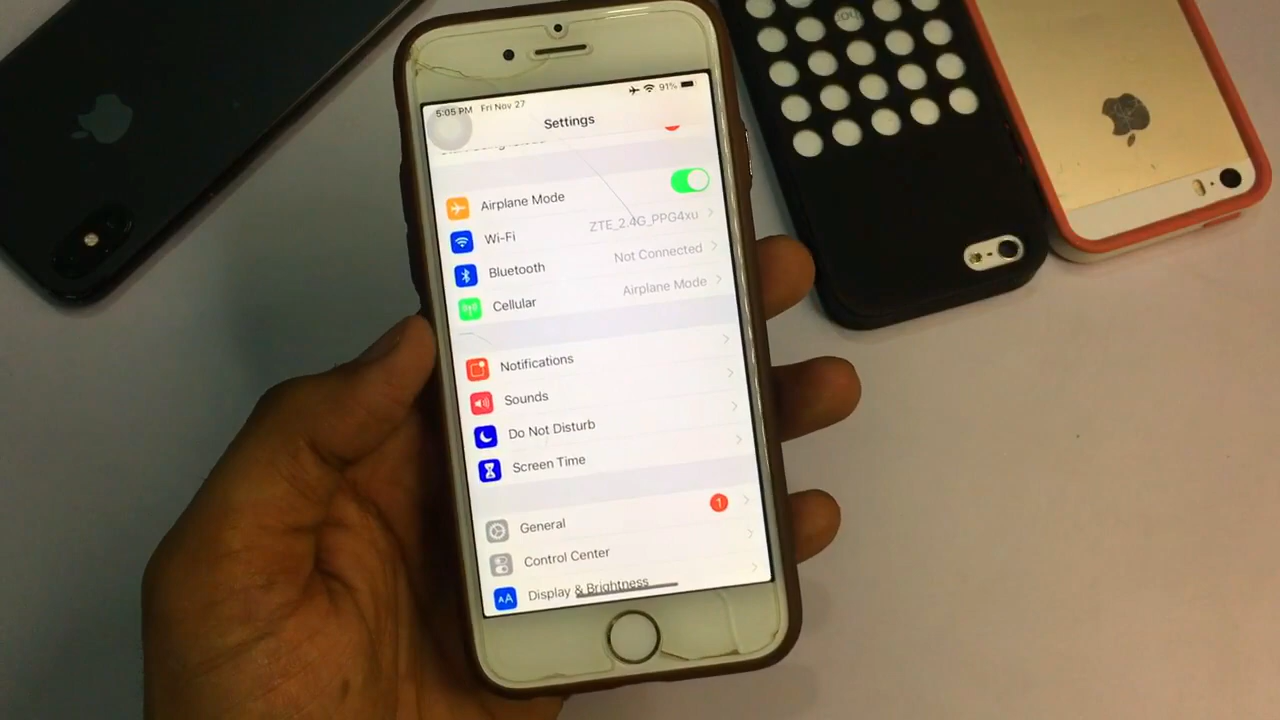 5:05 PM Fri Nov 27 91%
Settings
Airplane Mode
Wi-Fi ZTE_2.4G_PPG4xu
Bluetooth Not Connected
Cellular Airplane Mode
Notifications
Sounds
Do Not Disturb
Screen Time
General 1
Control Center
Display & Brightness